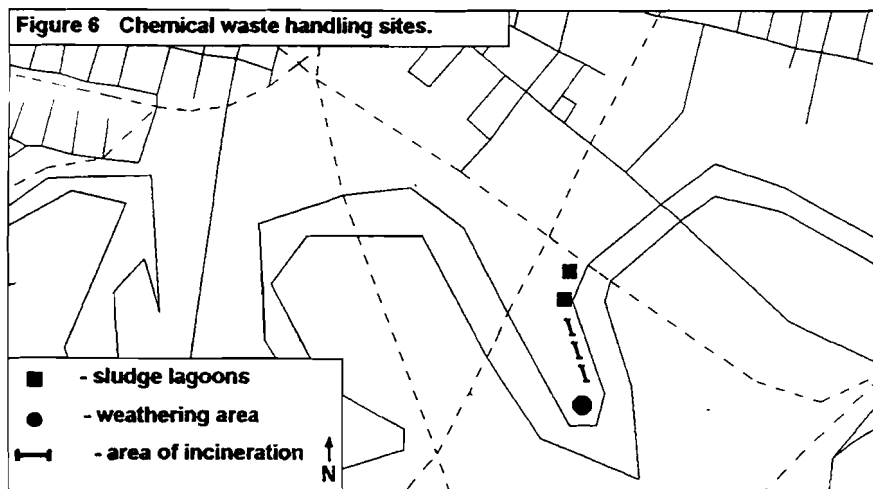 Figure 6 Chemical waste handling sites.
- sludge lagoons
- weathering area
- area of incineration
N